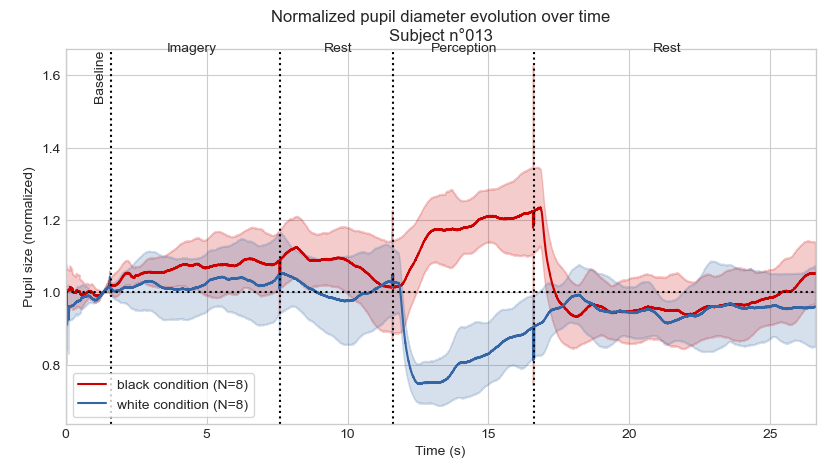 Normalized pupil diameter evolution over time
Subject n°013
Baseline
Imagery
Rest
Perception
Rest
Pupil size (normalized)
1.6
1.4
1.2
1.0
0.8
black condition (N=8)
white condition (N=8)
0
5
10
15
20
25
Time (s)